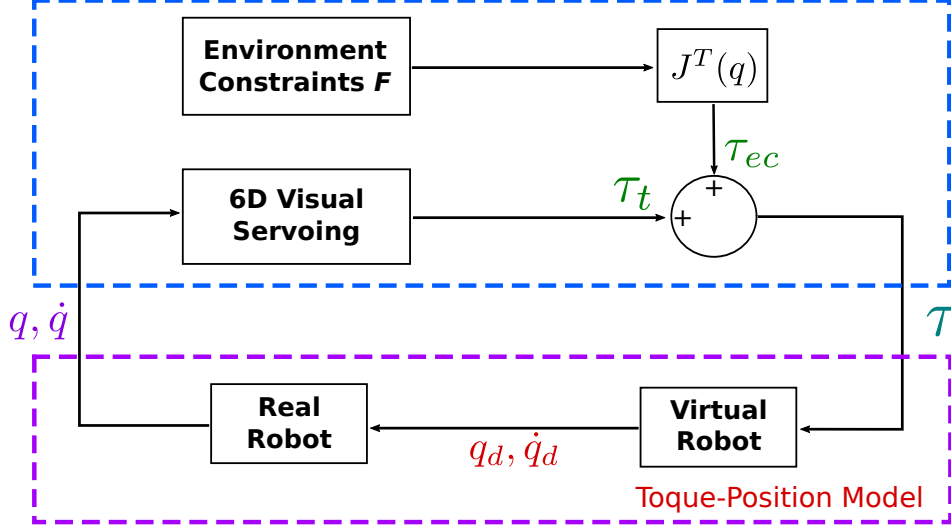 Environment
Constraints F
J^T(q)
τ_ec
+
6D Visual
Servoing
τ_t
+
q, q̇
τ
Real
Robot
q_d, q̇_d
Virtual
Robot
Toque-Position Model